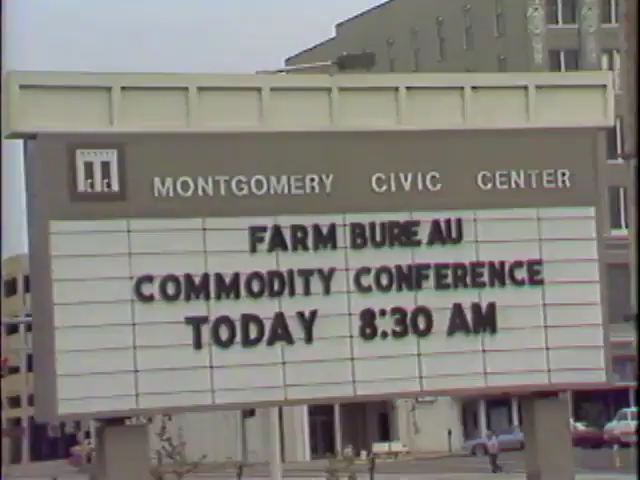 MONTGOMERY CIVIC CENTER
FARM BUREAU
COMMODITY CONFERENCE
TODAY 8:30 AM